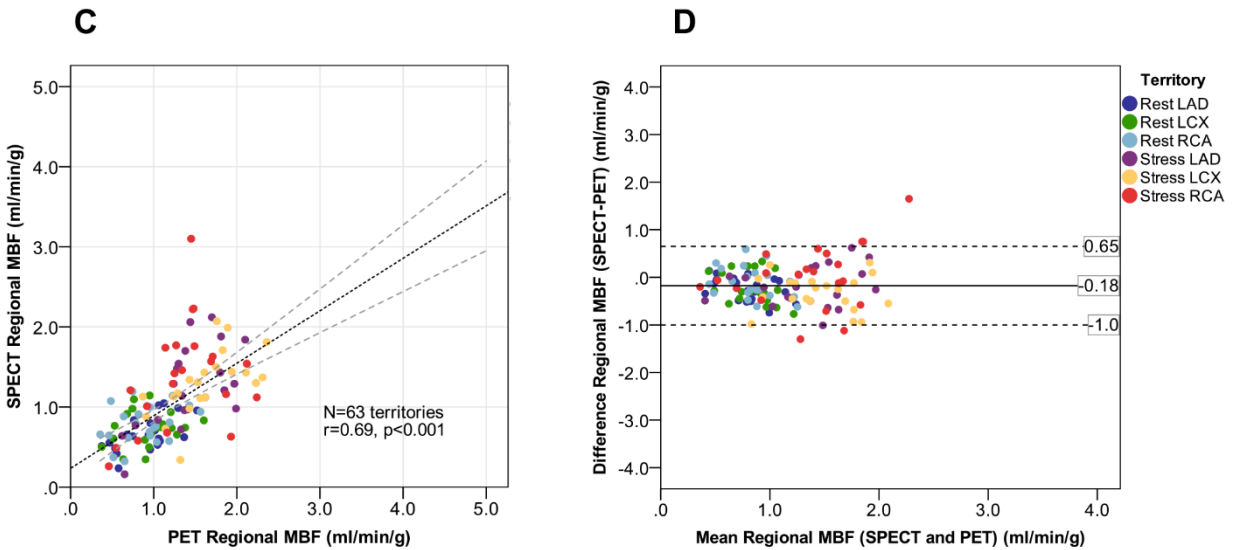 C
SPECT Regional MBF (ml/min/g)
5.0
4.0
3.0
2.0
1.0
.0
N=63 territories
r=0.69, p<0.001
.0 1.0 2.0 3.0 4.0 5.0
PET Regional MBF (ml/min/g)
D
Difference Regional MBF (SPECT-PET) (ml/min/g)
4.0
3.0
2.0
1.0
.0
-1.0
-2.0
-3.0
-4.0
0.65
-0.18
-1.0
.0 1.0 2.0 3.0 4.0
Mean Regional MBF (SPECT and PET) (ml/min/g)
Territory
Rest LAD
Rest LCX
Rest RCA
Stress LAD
Stress LCX
Stress RCA